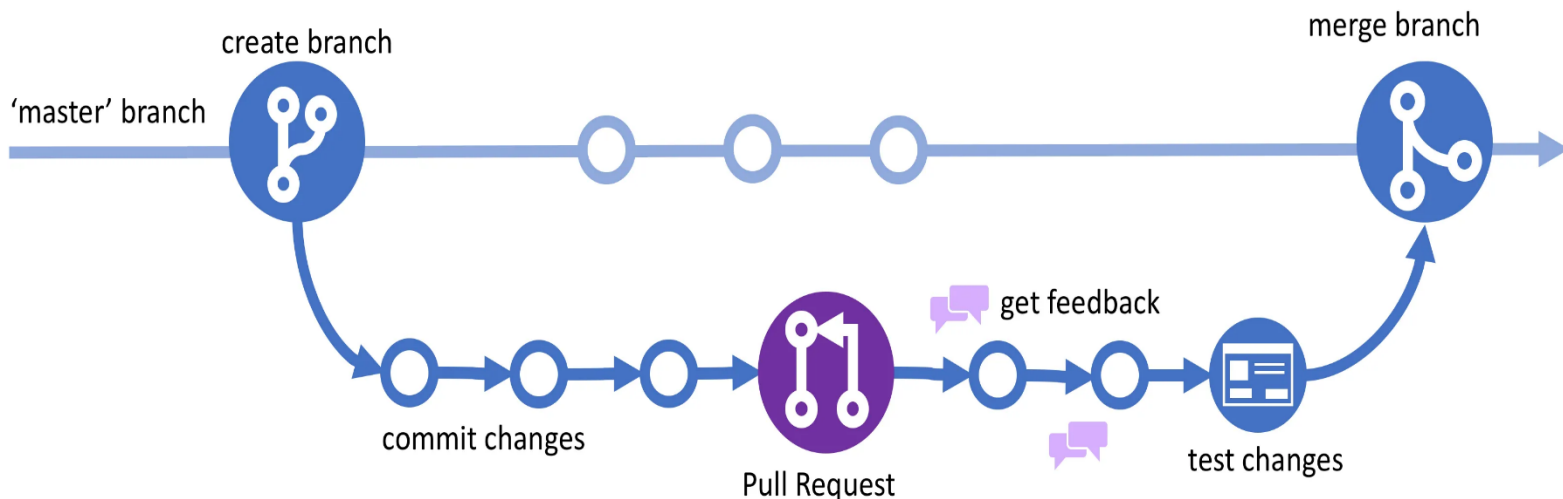 create branch
merge branch
‘master’ branch
get feedback
commit changes
Pull Request
test changes